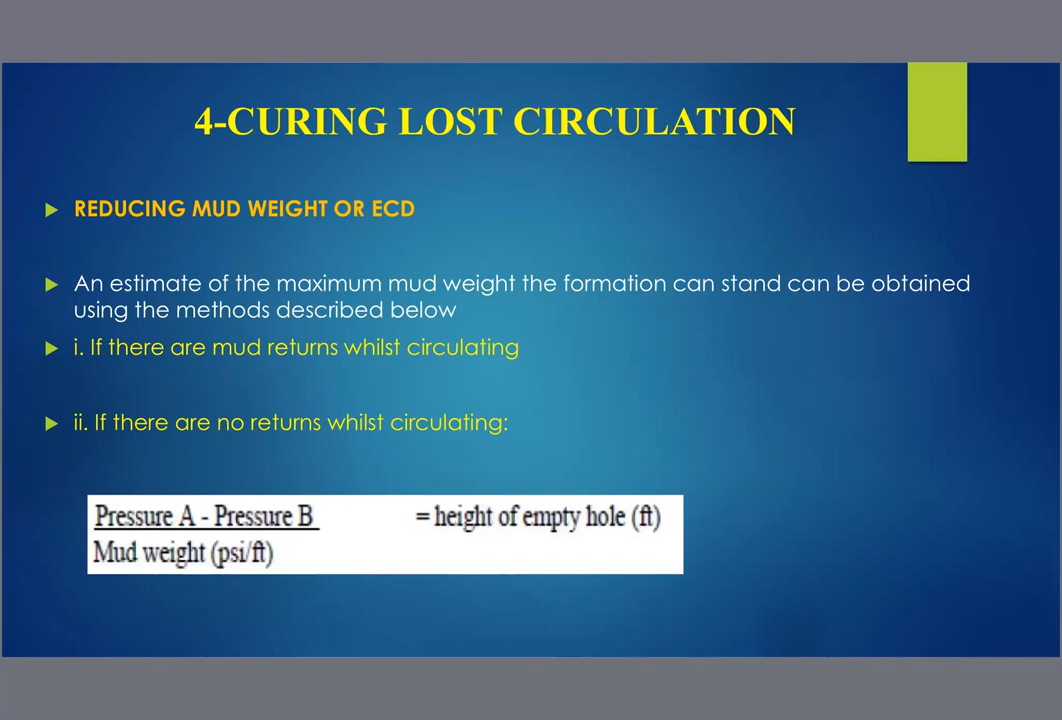 4-CURING LOST CIRCULATION
REDUCING MUD WEIGHT OR ECD
An estimate of the maximum mud weight the formation can stand can be obtained
using the methods described below
i. If there are mud returns whilst circulating
ii. If there are no returns whilst circulating:
Pressure A - Pressure B = height of empty hole (ft)
Mud weight (psi/ft)